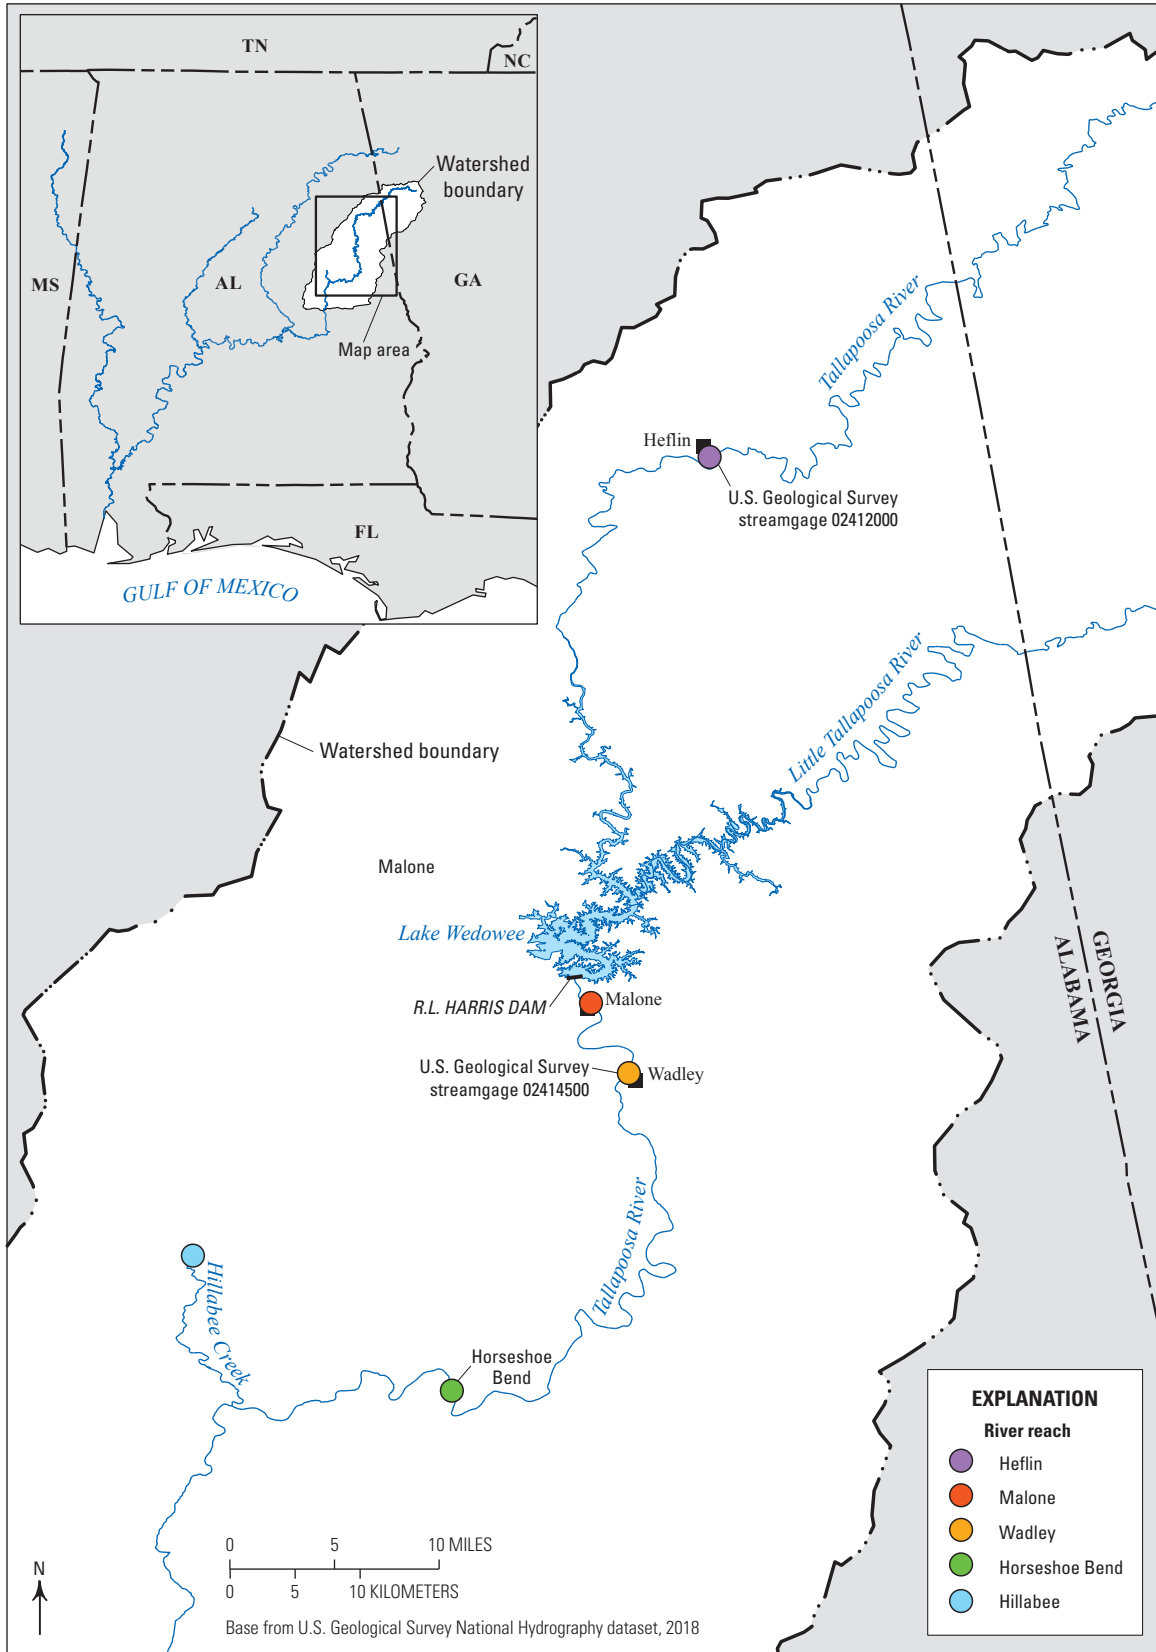 TN
NC
Watershed
boundary
MS
AL
GA
Map area
FL
GULF OF MEXICO
Tallapoosa River
Heflin
U.S. Geological Survey
streamgage 02412000
Little Tallapoosa River
Watershed boundary
Malone
Lake Wedowee
GEORGIA
ALABAMA
R.L. HARRIS DAM
Malone
U.S. Geological Survey
streamgage 02414500
Wadley
Tallapoosa River
Hillabee Creek
Horseshoe
Bend
EXPLANATION
River reach
Heflin
Malone
Wadley
Horseshoe Bend
Hillabee
N
0 5 10 MILES
0 5 10 KILOMETERS
Base from U.S. Geological Survey National Hydrography dataset, 2018